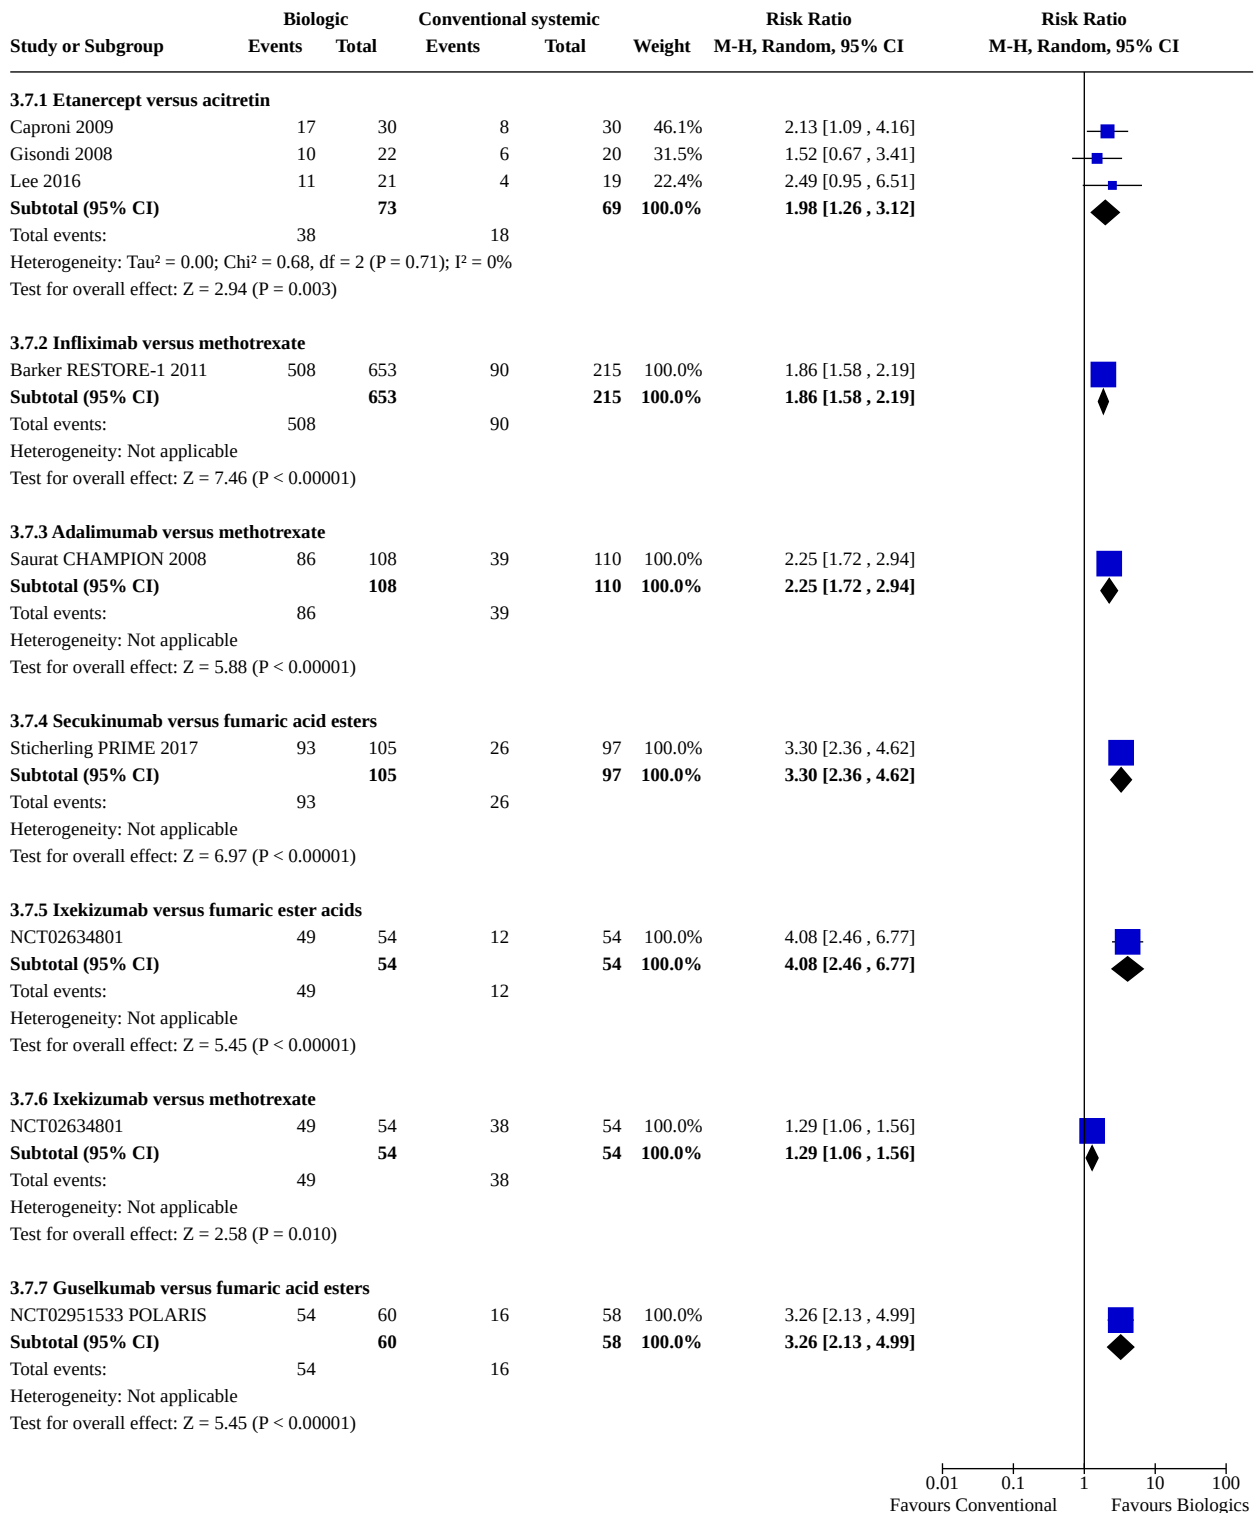 Biologic Conventional systemic Risk Ratio Risk Ratio
Study or Subgroup Events Total Events Total Weight M-H, Random, 95% CI M-H, Random, 95% CI
3.7.1 Etanercept versus acitretin
Caproni 2009 17 30 8 30 46.1% 2.13 [1.09 , 4.16]
Gisondi 2008 10 22 6 20 31.5% 1.52 [0.67 , 3.41]
Lee 2016 11 21 4 19 22.4% 2.49 [0.95 , 6.51]
Subtotal (95% CI) 73 69 100.0% 1.98 [1.26 , 3.12]
Total events: 38 18
Heterogeneity: Tau² = 0.00; Chi² = 0.68, df = 2 (P = 0.71); I² = 0%
Test for overall effect: Z = 2.94 (P = 0.003)
3.7.2 Infliximab versus methotrexate
Barker RESTORE-1 2011 508 653 90 215 100.0% 1.86 [1.58 , 2.19]
Subtotal (95% CI) 653 215 100.0% 1.86 [1.58 , 2.19]
Total events: 508 90
Heterogeneity: Not applicable
Test for overall effect: Z = 7.46 (P < 0.00001)
3.7.3 Adalimumab versus methotrexate
Saurat CHAMPION 2008 86 108 39 110 100.0% 2.25 [1.72 , 2.94]
Subtotal (95% CI) 108 110 100.0% 2.25 [1.72 , 2.94]
Total events: 86 39
Heterogeneity: Not applicable
Test for overall effect: Z = 5.88 (P < 0.00001)
3.7.4 Secukinumab versus fumaric acid esters
Sticherling PRIME 2017 93 105 26 97 100.0% 3.30 [2.36 , 4.62]
Subtotal (95% CI) 105 97 100.0% 3.30 [2.36 , 4.62]
Total events: 93 26
Heterogeneity: Not applicable
Test for overall effect: Z = 6.97 (P < 0.00001)
3.7.5 Ixekizumab versus fumaric ester acids
NCT02634801 49 54 12 54 100.0% 4.08 [2.46 , 6.77]
Subtotal (95% CI) 54 54 100.0% 4.08 [2.46 , 6.77]
Total events: 49 12
Heterogeneity: Not applicable
Test for overall effect: Z = 5.45 (P < 0.00001)
3.7.6 Ixekizumab versus methotrexate
NCT02634801 49 54 38 54 100.0% 1.29 [1.06 , 1.56]
Subtotal (95% CI) 54 54 100.0% 1.29 [1.06 , 1.56]
Total events: 49 38
Heterogeneity: Not applicable
Test for overall effect: Z = 2.58 (P = 0.010)
3.7.7 Guselkumab versus fumaric acid esters
NCT02951533 POLARIS 54 60 16 58 100.0% 3.26 [2.13 , 4.99]
Subtotal (95% CI) 60 58 100.0% 3.26 [2.13 , 4.99]
Total events: 54 16
Heterogeneity: Not applicable
Test for overall effect: Z = 5.45 (P < 0.00001)
0.01 0.1 1 10 100
Favours Conventional Favours Biologics